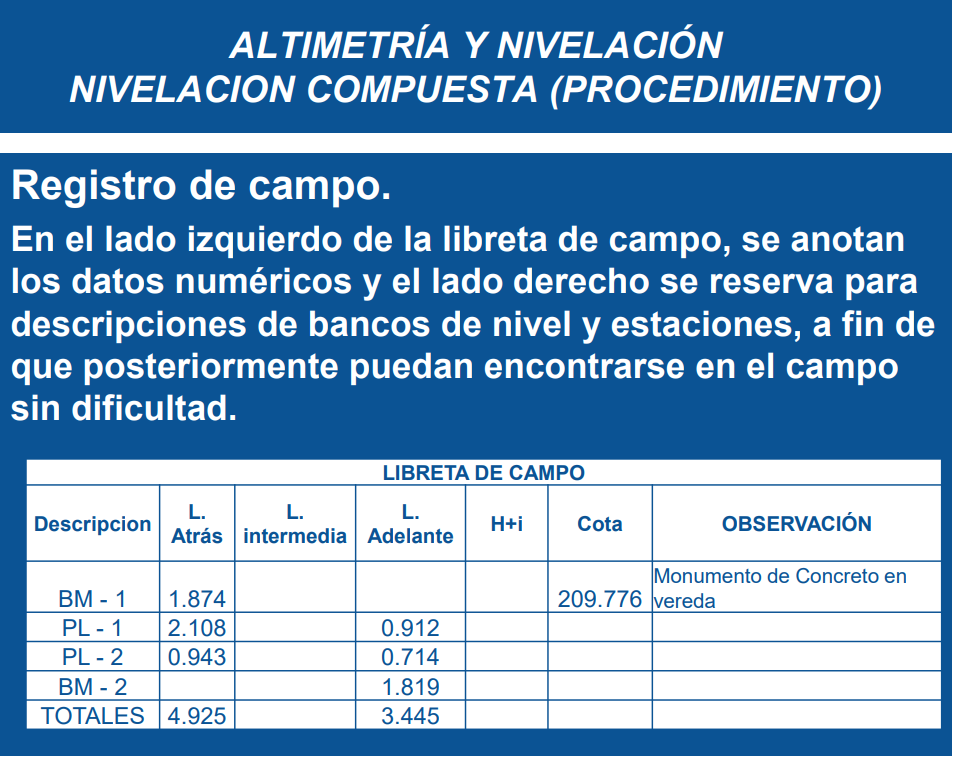 ALTIMETRÍA Y NIVELACIÓN
NIVELACION COMPUESTA (PROCEDIMIENTO)
Registro de campo.
En el lado izquierdo de la libreta de campo, se anotan
los datos numéricos y el lado derecho se reserva para
descripciones de bancos de nivel y estaciones, a fin de
que posteriormente puedan encontrarse en el campo
sin dificultad.
LIBRETA DE CAMPO
Descripcion L. Atrás L. intermedia L. Adelante H+i Cota OBSERVACIÓN
BM - 1 1.874 209.776 Monumento de Concreto en vereda
PL - 1 2.108 0.912
PL - 2 0.943 0.714
BM - 2 1.819
TOTALES 4.925 3.445